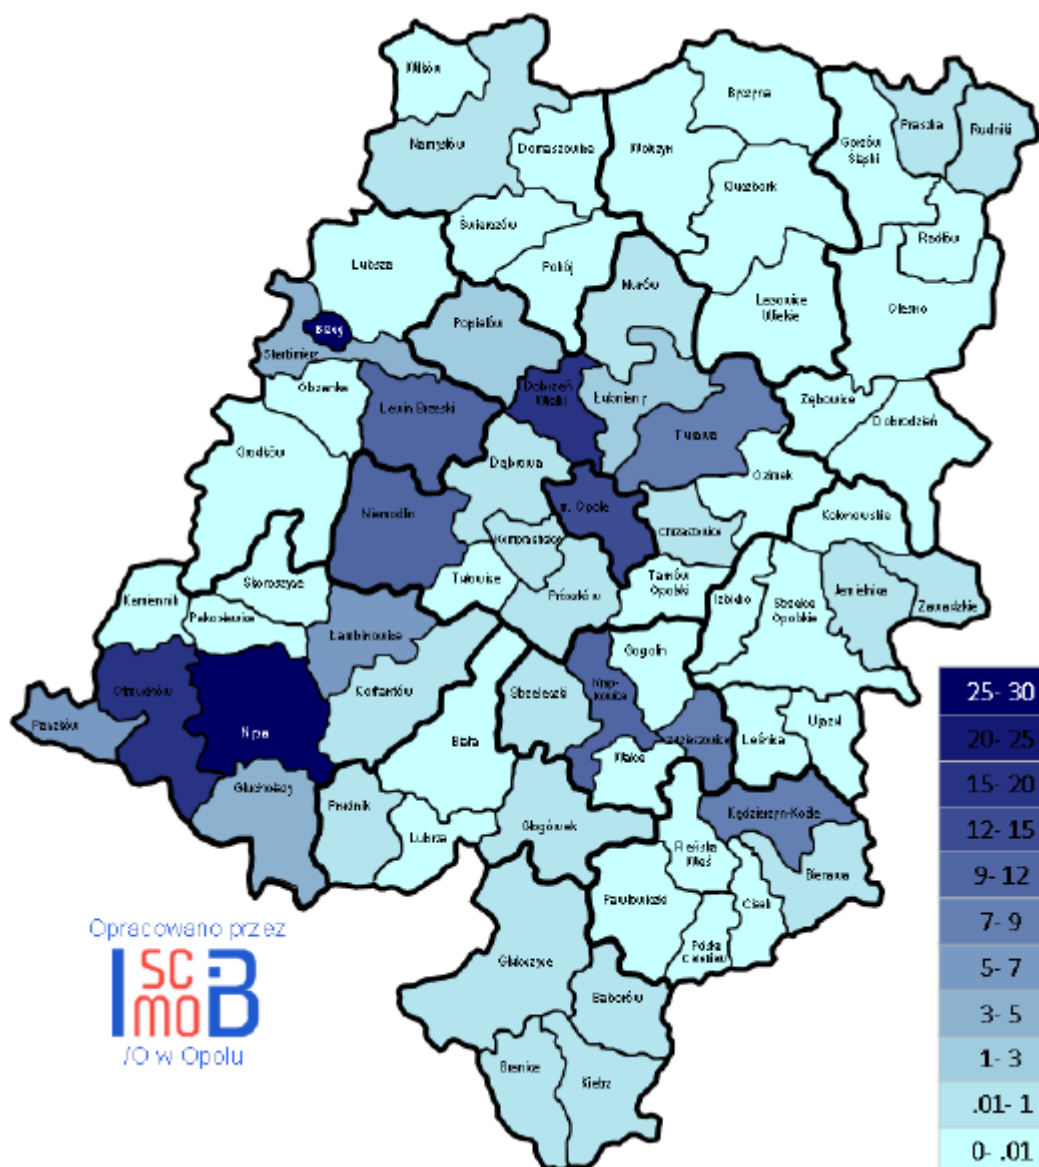 Wilków
Namysłów
Domaszowice
Wołczyn
Byczyna
Gorzów
Śląski
Praszka
Rudniki
Kluczbork
Radłów
Świerczów
Pokój
Lubsza
Murów
Lasowice
Wielkie
Olesno
Brzeg
Skarbimierz
Popielów
Olszanka
Lewin Brzeski
Dobrzeń
Wielki
Łubniany
Turawa
Zębowice
Dobrodzień
Grodków
Dąbrowa
Ozimek
Niemodlin
m. Opole
Komprachcice
Chrząstowice
Kolonowskie
Skoroszyce
Tułowice
Prószków
Tarnów
Opolski
Izbicko
Strzelce
Opolskie
Jemielnica
Zawadzkie
Kamiennik
Pakosławice
Łambinowice
Gogolin
Otmuchów
Korfantów
Strzeleczki
Krap-
kowice
Paczków
Nysa
Biała
Walce
Zdzieszowice
Leśnica
Ujazd
Głuchołazy
Prudnik
Lubrza
Głogówek
Kędzierzyn-Koźle
Reńska
Wieś
Bierawa
Pawłowiczki
Cisek
Polska
Cerekiew
Głubczyce
Baborów
Branice
Kietrz
25- 30
20- 25
15- 20
12- 15
9- 12
7- 9
5- 7
3- 5
1- 3
.01- 1
0- .01
Opracowano przez
I SC B
MO
/O w Opolu